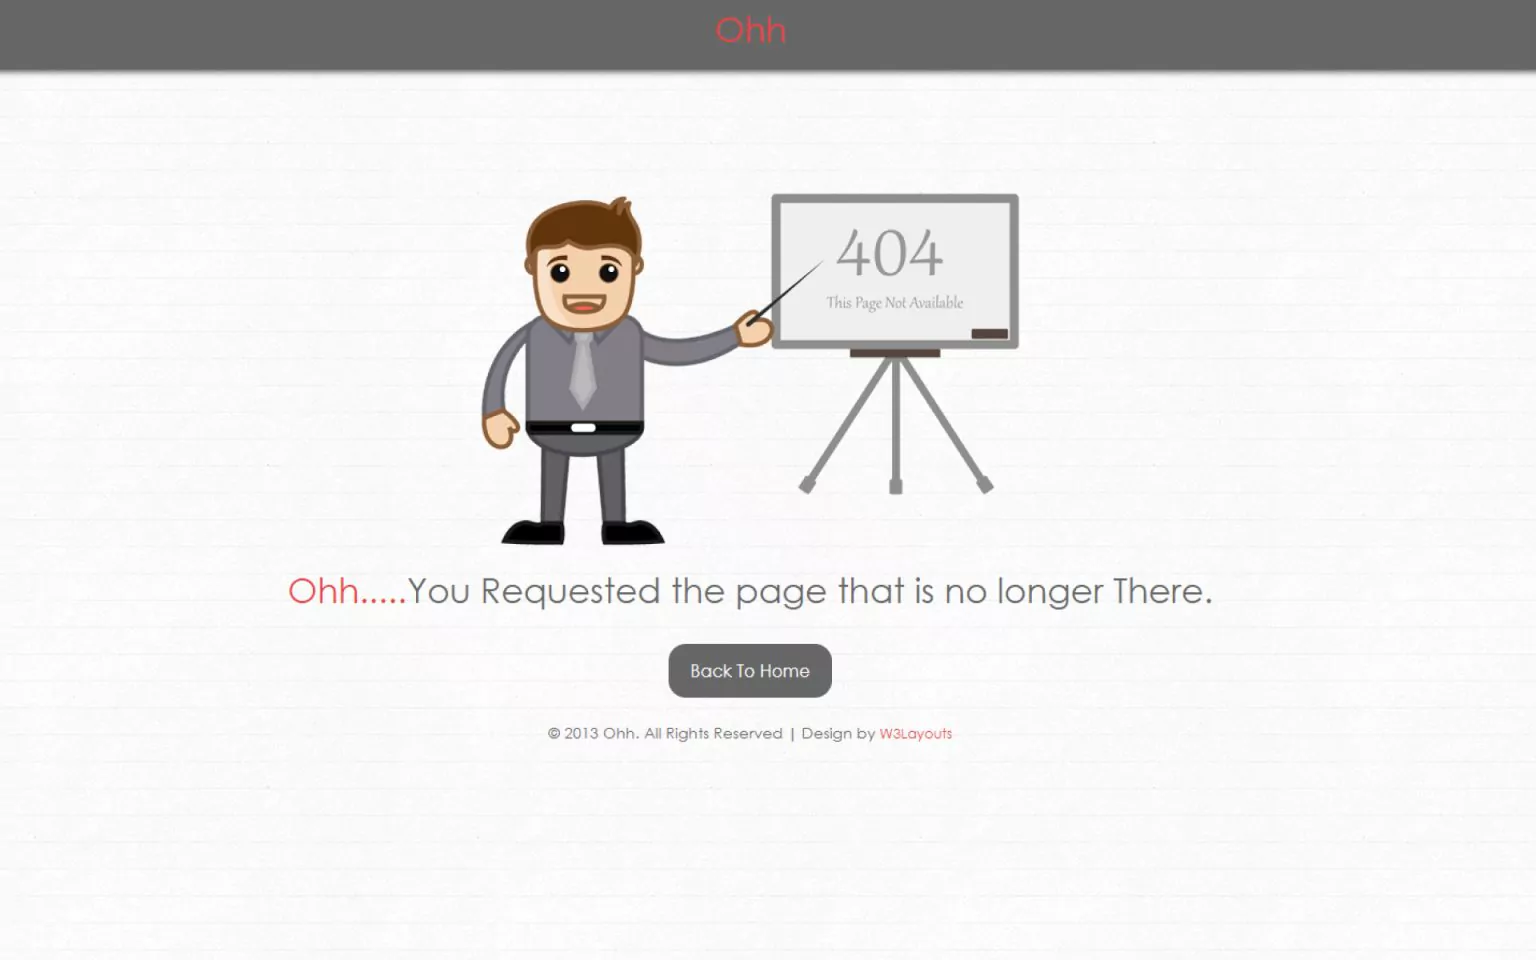 Ohh
404
This Page Not Available
Ohh.....You Requested the page that is no longer There.
Back To Home
© 2013 Ohh. All Rights Reserved | Design by W3Layouts